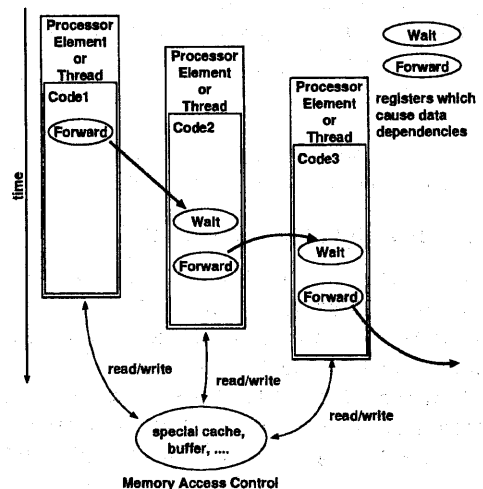 Processor
Element
or
Thread
Code1
Forward
Processor
Element
or
Thread
Code2
Wait
Forward
Processor
Element
or
Thread
Code3
Wait
Forward
Wait
Forward
registers which
cause data
dependencies
time
read/write
read/write
read/write
special cache,
buffer, ....
Memory Access Control